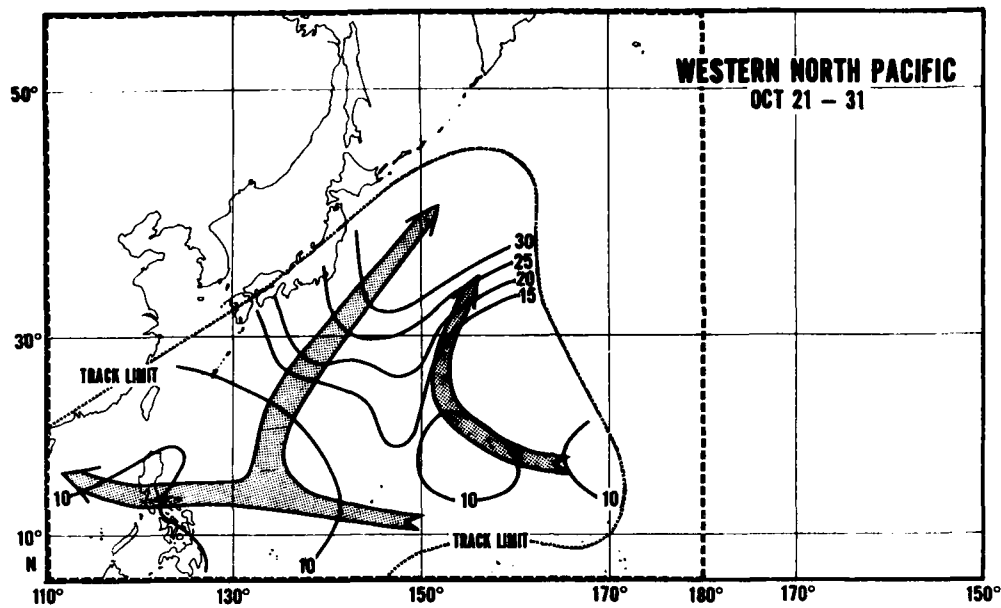 WESTERN NORTH PACIFIC
OCT 21 – 31
50°
30
25
20
15
30°
TRACK LIMIT
10
10
10
10° TRACK LIMIT
N
10
110° 130° 150° 170° 180° 170° 150°